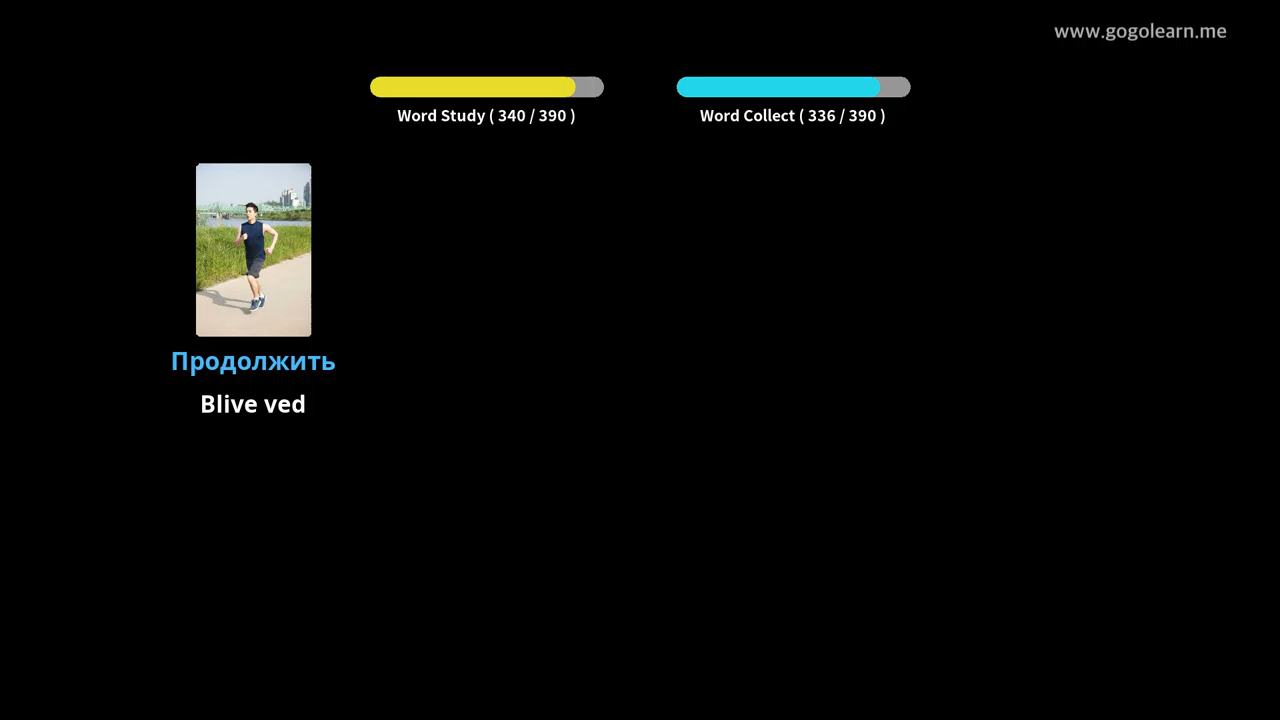 www.gogolearn.me
Word Study ( 340 / 390 )
Word Collect ( 336 / 390 )
Продолжить
Blive ved